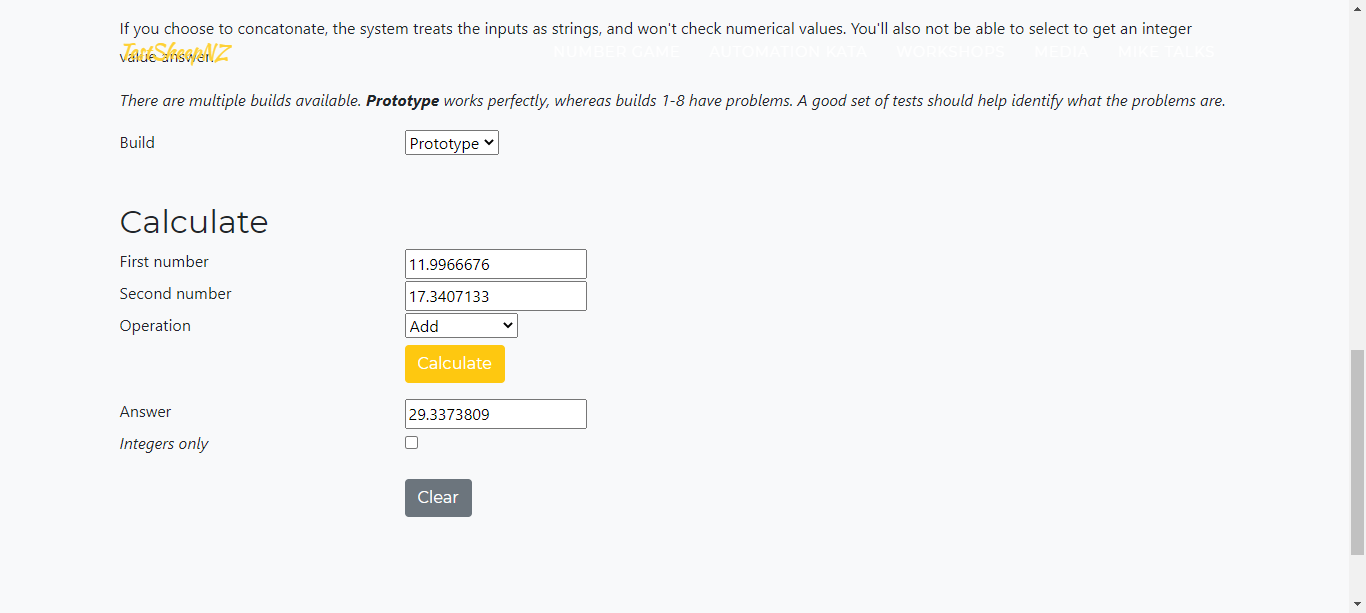 If you choose to concatonate, the system treats the inputs as strings, and won't check numerical values. You'll also not be able to select to get an integer
value answer.
TestSheepNZ NUMBER GAME AUTOMATION WORKSHOPS MEDIA MIKE TALKS
There are multiple builds available. Prototype works perfectly, whereas builds 1-8 have problems. A good set of tests should help identify what the problems are.
Build Prototype
Calculate
First number 11.9966676
Second number 17.3407133
Operation Add
Calculate
Answer 29.3373809
Integers only
Clear